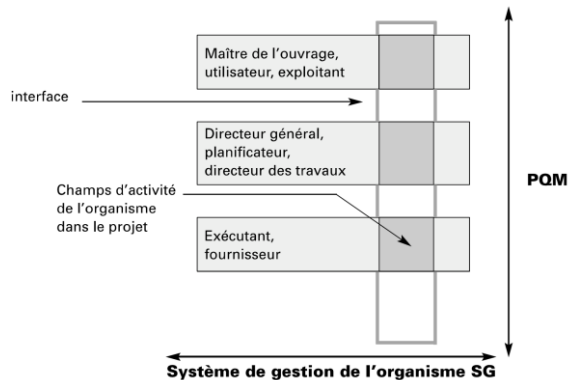 Maître de l'ouvrage,
utilisateur, exploitant
interface
Directeur général,
planificateur,
directeur des travaux
PQM
Champs d'activité
de l'organisme
dans le projet
Exécutant,
fournisseur
Système de gestion de l'organisme SG